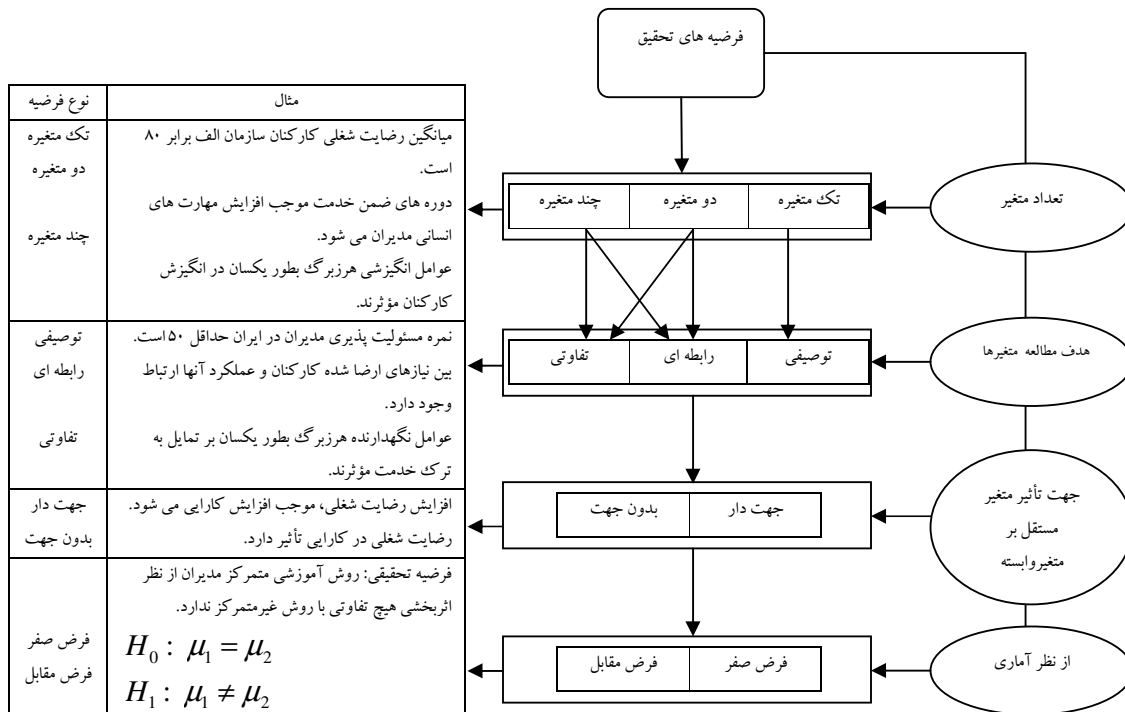 فرضیه های تحقیق
تعداد متغیر
تک متغیره
دو متغیره
چند متغیره
هدف مطالعه متغیرها
توصیفی
رابطه ای
تفاوتی
جهت تأثیر متغیر
مستقل بر
متغیروابسته
جهت دار
بدون جهت
از نظر آماری
فرض صفر
فرض مقابل
نوع فرضیه
مثال
تک متغیره
دو متغیره
چند متغیره
میانگین رضایت شغلی کارکنان سازمان الف برابر ۸۰
است.
دوره های ضمن خدمت موجب افزایش مهارت های
انسانی مدیران می شود.
عوامل انگیزشی هرزبرگ بطور یکسان در انگیزش
کارکنان مؤثرند.
توصیفی
رابطه ای
تفاوتی
نمره مسئولیت پذیری مدیران در ایران حداقل ۵۰ است.
بین نیازهای ارضا شده کارکنان و عملکرد آنها ارتباط
وجود دارد.
عوامل نگهدارنده هرزبرگ بطور یکسان بر تمایل به
ترک خدمت مؤثرند.
جهت دار
بدون جهت
افزایش رضایت شغلی، موجب افزایش کارایی می شود.
رضایت شغلی در کارایی تأثیر دارد.
فرض صفر
فرض مقابل
فرضیه تحقیقی: روش آموزشی متمرکز مدیران از نظر
اثربخشی هیچ تفاوتی با روش غیرمتمرکز ندارد.
H₀ : μ₁ = μ₂
H₁ : μ₁ ≠ μ₂